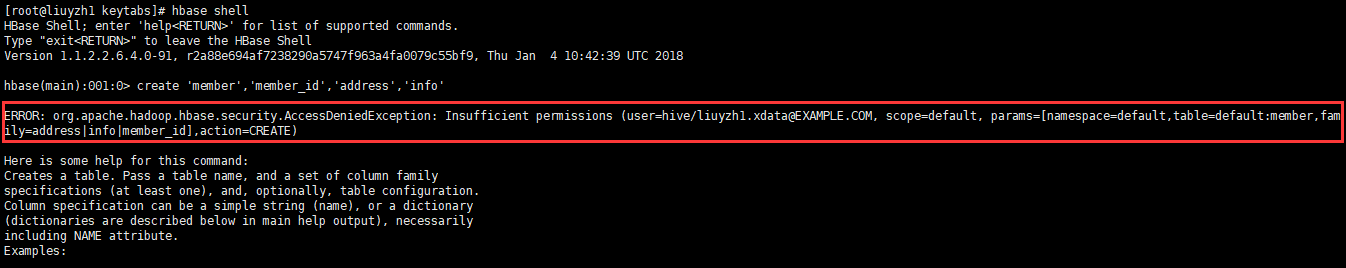 [root@liuyzh1 keytabs]# hbase shell
HBase Shell; enter 'help<RETURN>' for list of supported commands.
Type "exit<RETURN>" to leave the HBase Shell
Version 1.1.2.2.6.4.0-91, r2a88e694af7238290a5747f963a4fa0079c55bf9, Thu Jan  4 10:42:39 UTC 2018
hbase(main):001:0> create 'member','member_id','address','info'
ERROR: org.apache.hadoop.hbase.security.AccessDeniedException: Insufficient permissions (user=hive/liuyzh1.xdata@EXAMPLE.COM, scope=default, params=[namespace=default,table=default:member,fam
ily=address|info|member_id],action=CREATE)
Here is some help for this command:
Creates a table. Pass a table name, and a set of column family
specifications (at least one), and, optionally, table configuration.
Column specification can be a simple string (name), or a dictionary
(dictionaries are described below in main help output), necessarily
including NAME attribute.
Examples: